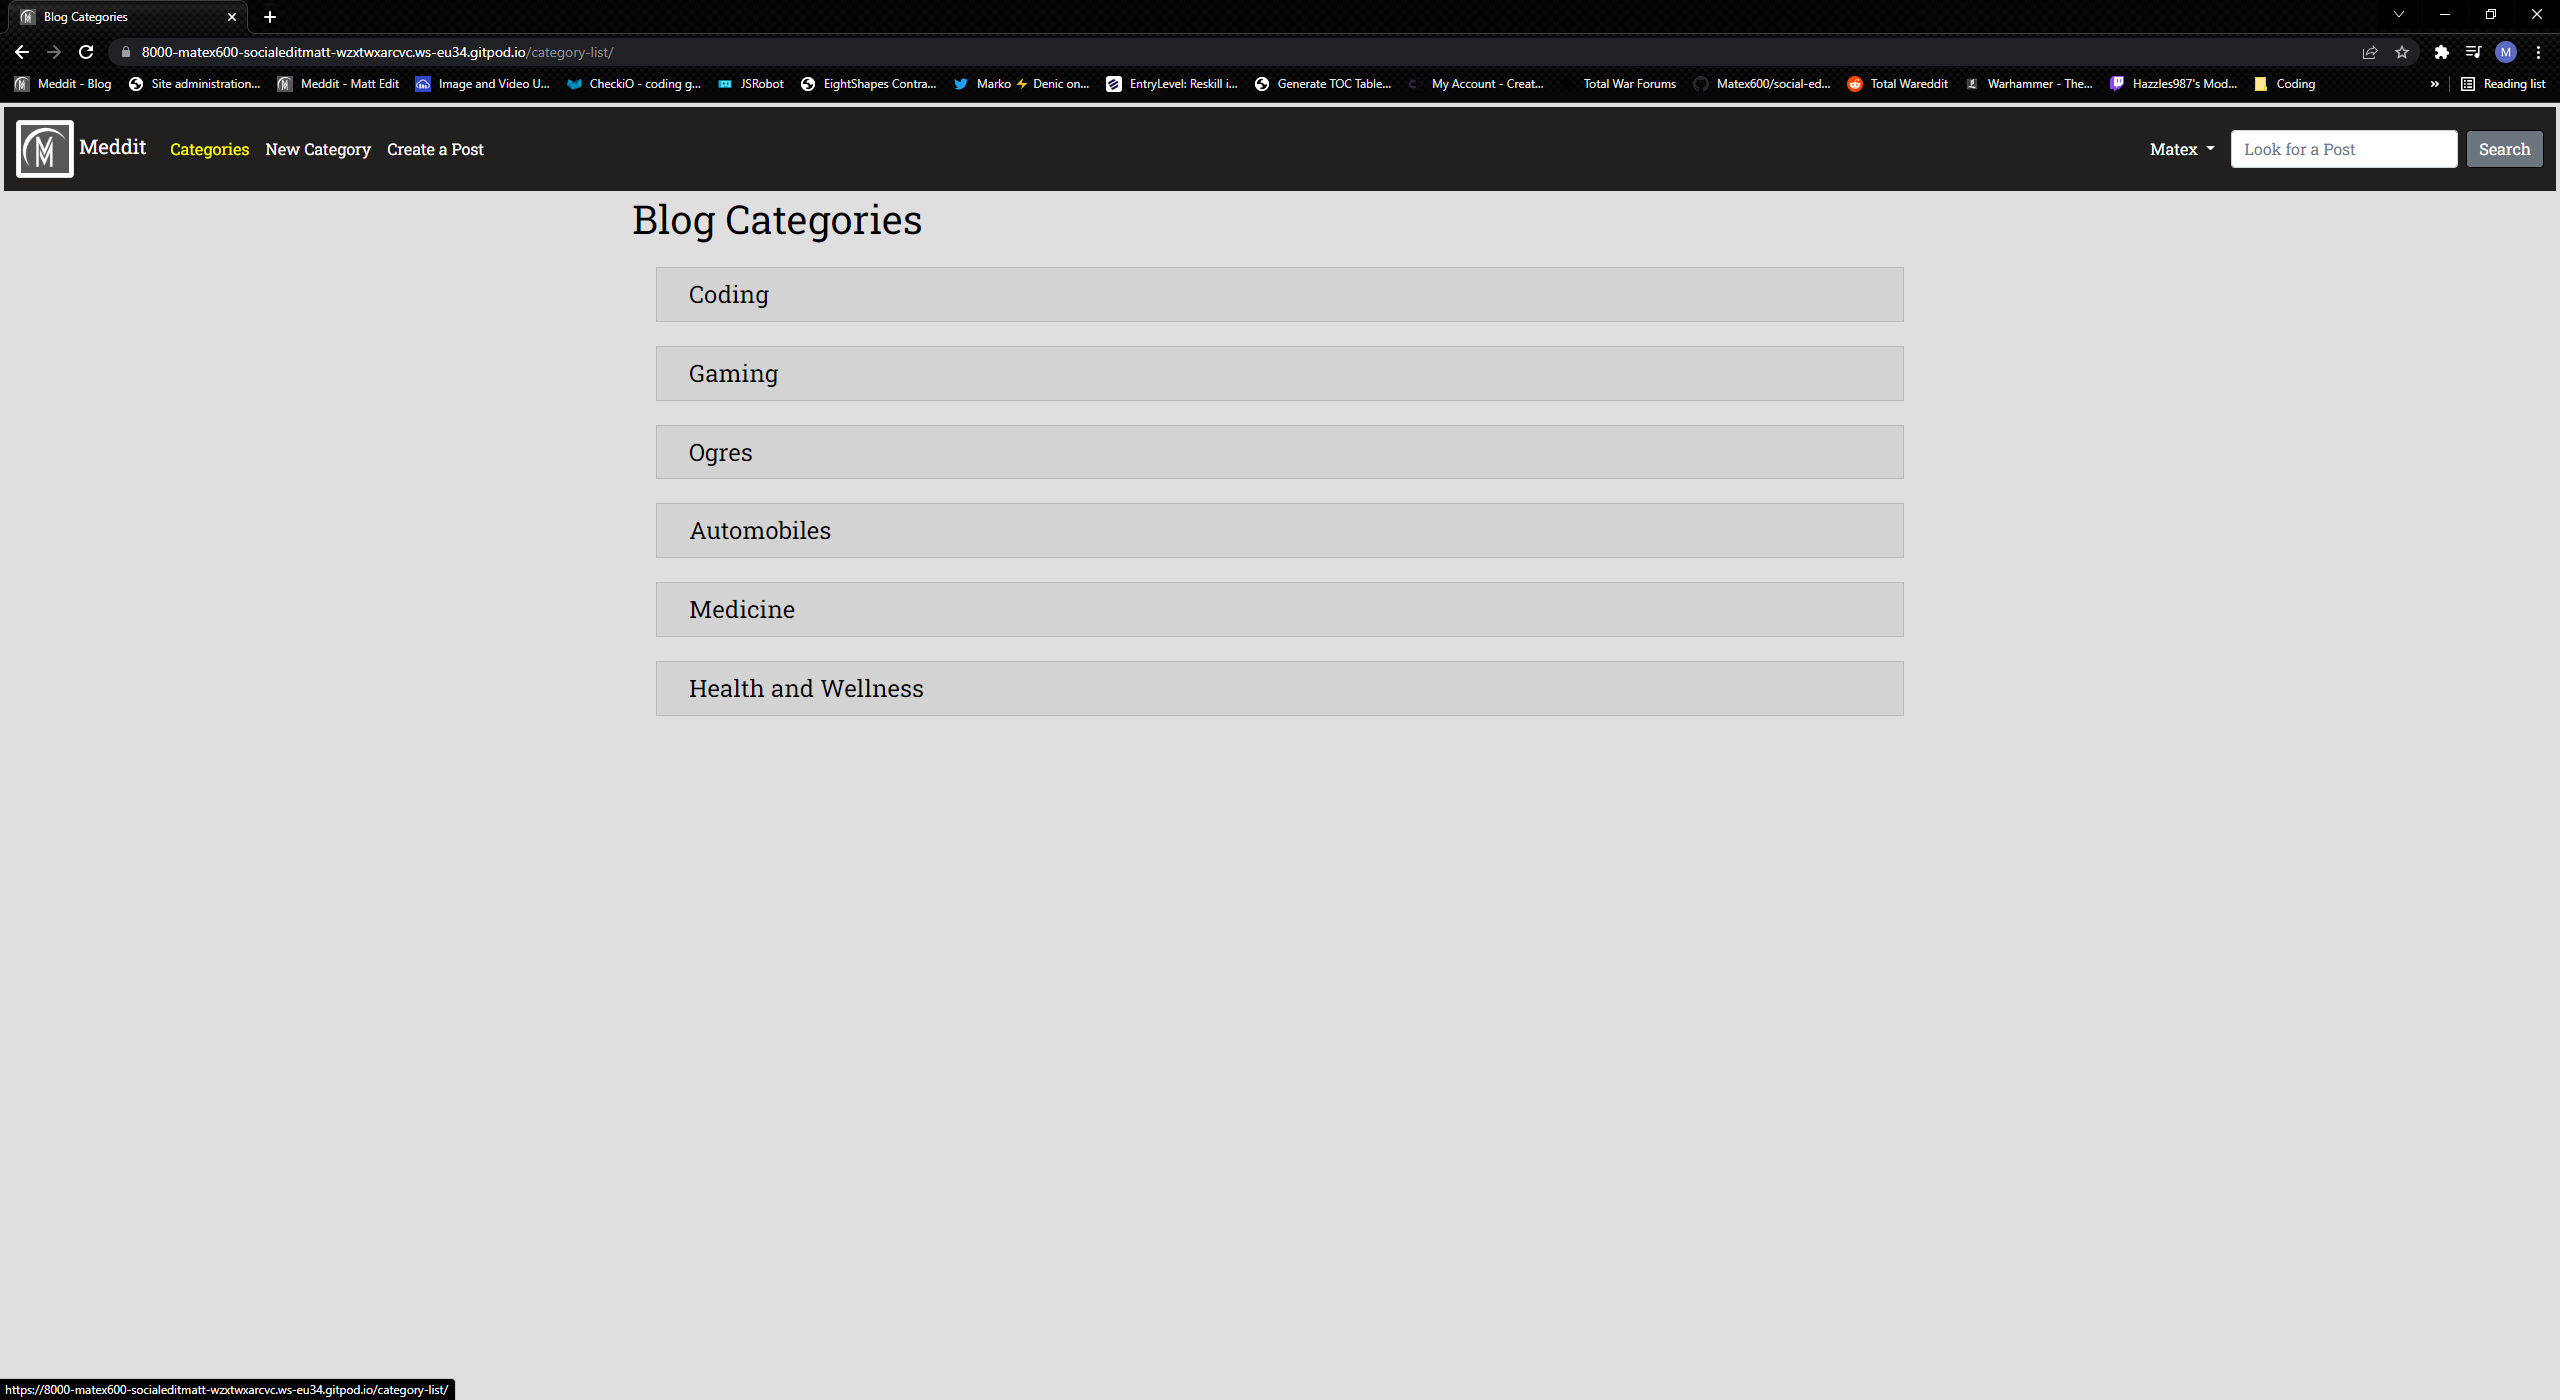 Blog Categories
8000-matex600-socialeditmatt-wzxtwxarcvc.ws-eu34.gitpod.io/category-list/
M
Meddit - Blog Site administration... Meddit - Matt Edit Image and Video U... CheckiO - coding g... JSRobot EightShapes Contra... Marko ⚡ Denic on... EntryLevel: Reskill i... Generate TOC Table... My Account - Creat... Total War Forums Matex600/social-ed... Total Wareddit Warhammer - The... Hazzles987's Mod... Coding » Reading list
M Meddit Categories New Category Create a Post Matex Look for a Post Search
Blog Categories
Coding
Gaming
Ogres
Automobiles
Medicine
Health and Wellness
https://8000-matex600-socialeditmatt-wzxtwxarcvc.ws-eu34.gitpod.io/category-list/